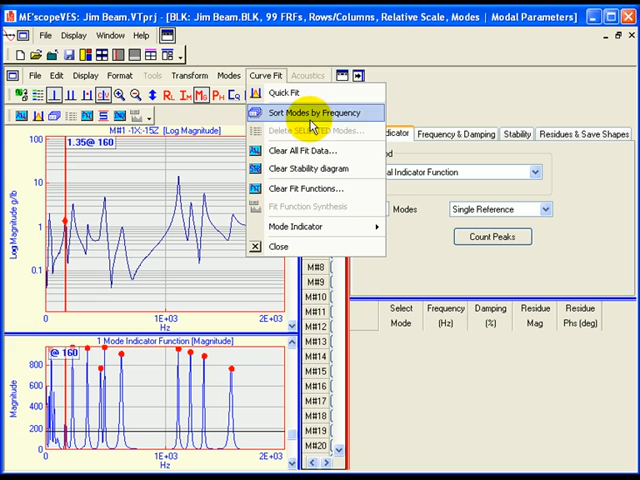 ME'scopeVES: Jim Beam.VTprj - [BLK: Jim Beam.BLK, 99 FRFs, Rows/Columns, Relative Scale, Modes | Modal Parameters]
File Project Display Window Help
File Edit Display Format Tools Transform Modes Curve Fit Acoustics
Quick Fit
Sort Modes by Frequency
Delete SELECTED Modes...
Clear All Fit Data...
Clear Stability diagram
Clear Fit Functions...
Fit Function Synthesis
Mode Indicator
Close
M#1 -1X:-15Z [Log Magnitude]
1.35@ 160
Log Magnitude g/lb
100
10
1
0.1
0 1E+03 2E+03
Hz
1 Mode Indicator Function [Magnitude]
@ 160
Magnitude
800
600
400
200
0
0 1E+03 2E+03
Hz
M#8
M#9
M#10
M#11
M#12
M#13
M#14
M#15
M#16
M#17
M#18
M#19
M#20
Frequency & Damping Stability Residues & Save Shapes
Modes Single Reference
Count Peaks
Select Mode
Frequency (Hz)
Damping (%)
Residue Mag
Residue Phs (deg)